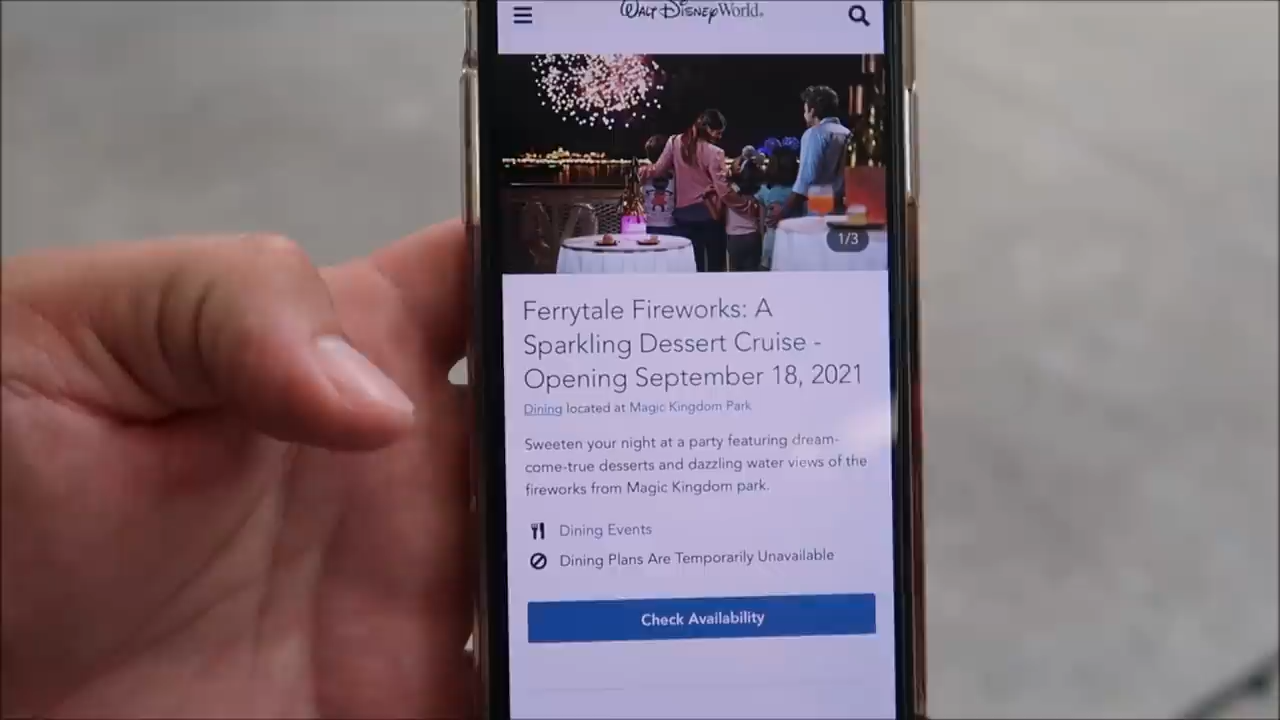 Walt Disney World.
1/3
Ferrytale Fireworks: A
Sparkling Dessert Cruise -
Opening September 18, 2021
Dining located at Magic Kingdom Park
Sweeten your night at a party featuring dream-
come-true desserts and dazzling water views of the
fireworks from Magic Kingdom park.
Dining Events
Dining Plans Are Temporarily Unavailable
Check Availability